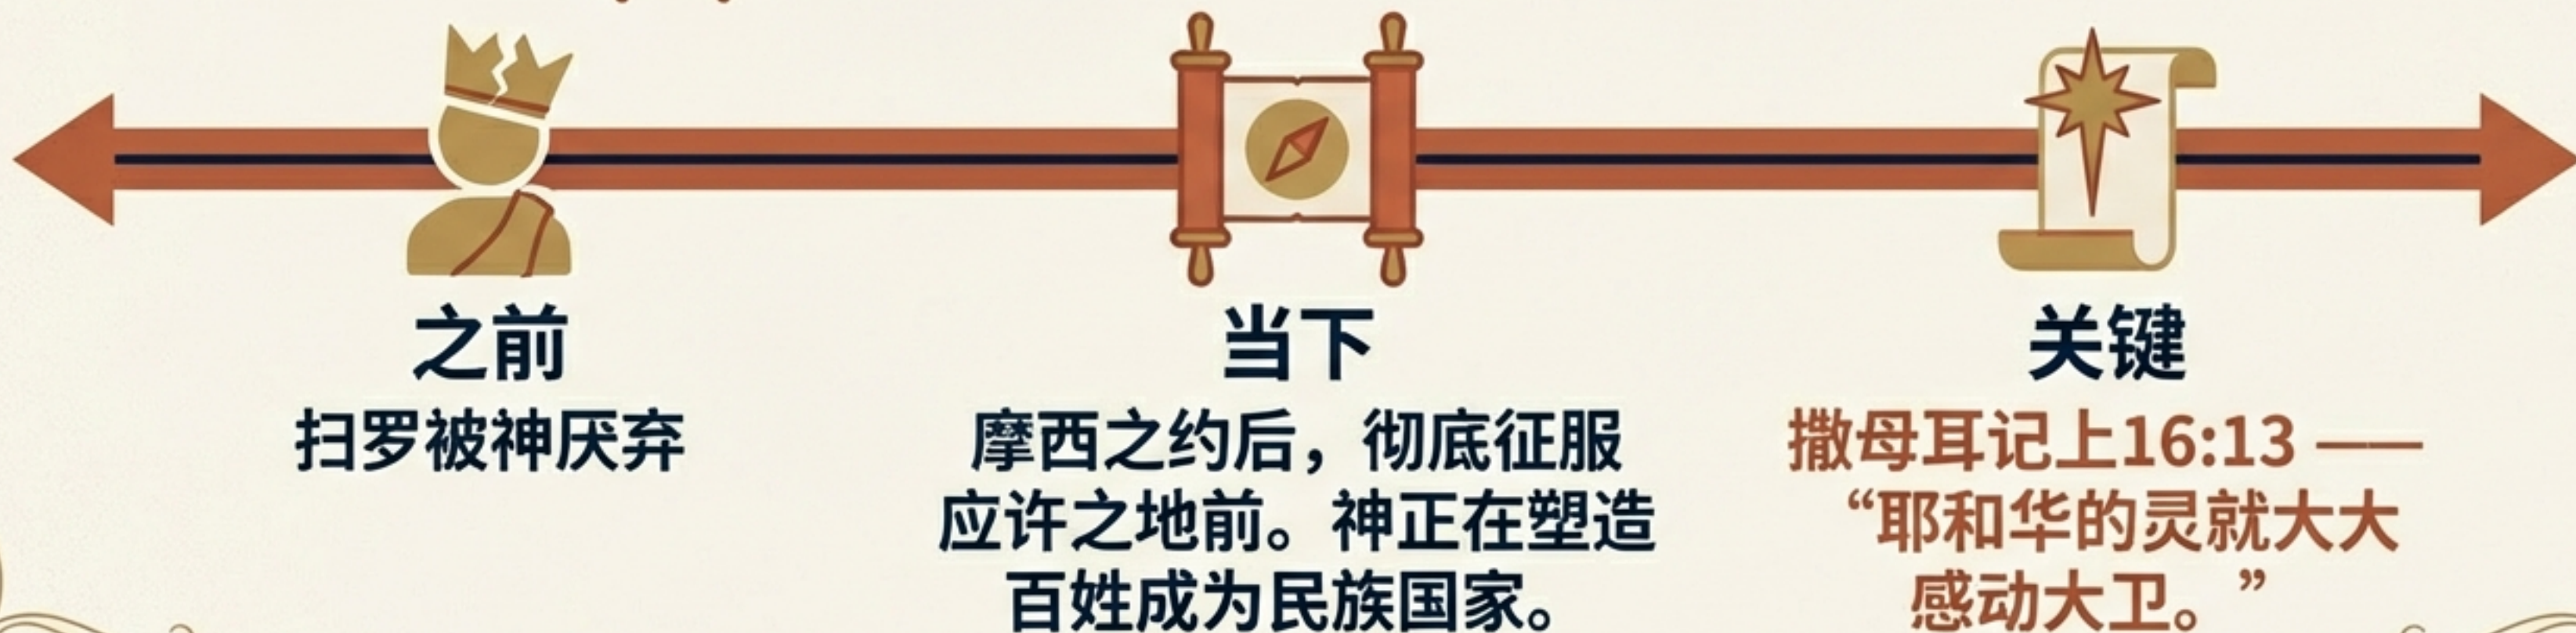 之前
扫罗被神厌弃
当下
摩西之约后，彻底征服
应许之地前。神正在塑造
百姓成为民族国家。
关键
撒母耳记上16:13 ——
“耶和华的灵就大大
感动大卫。”